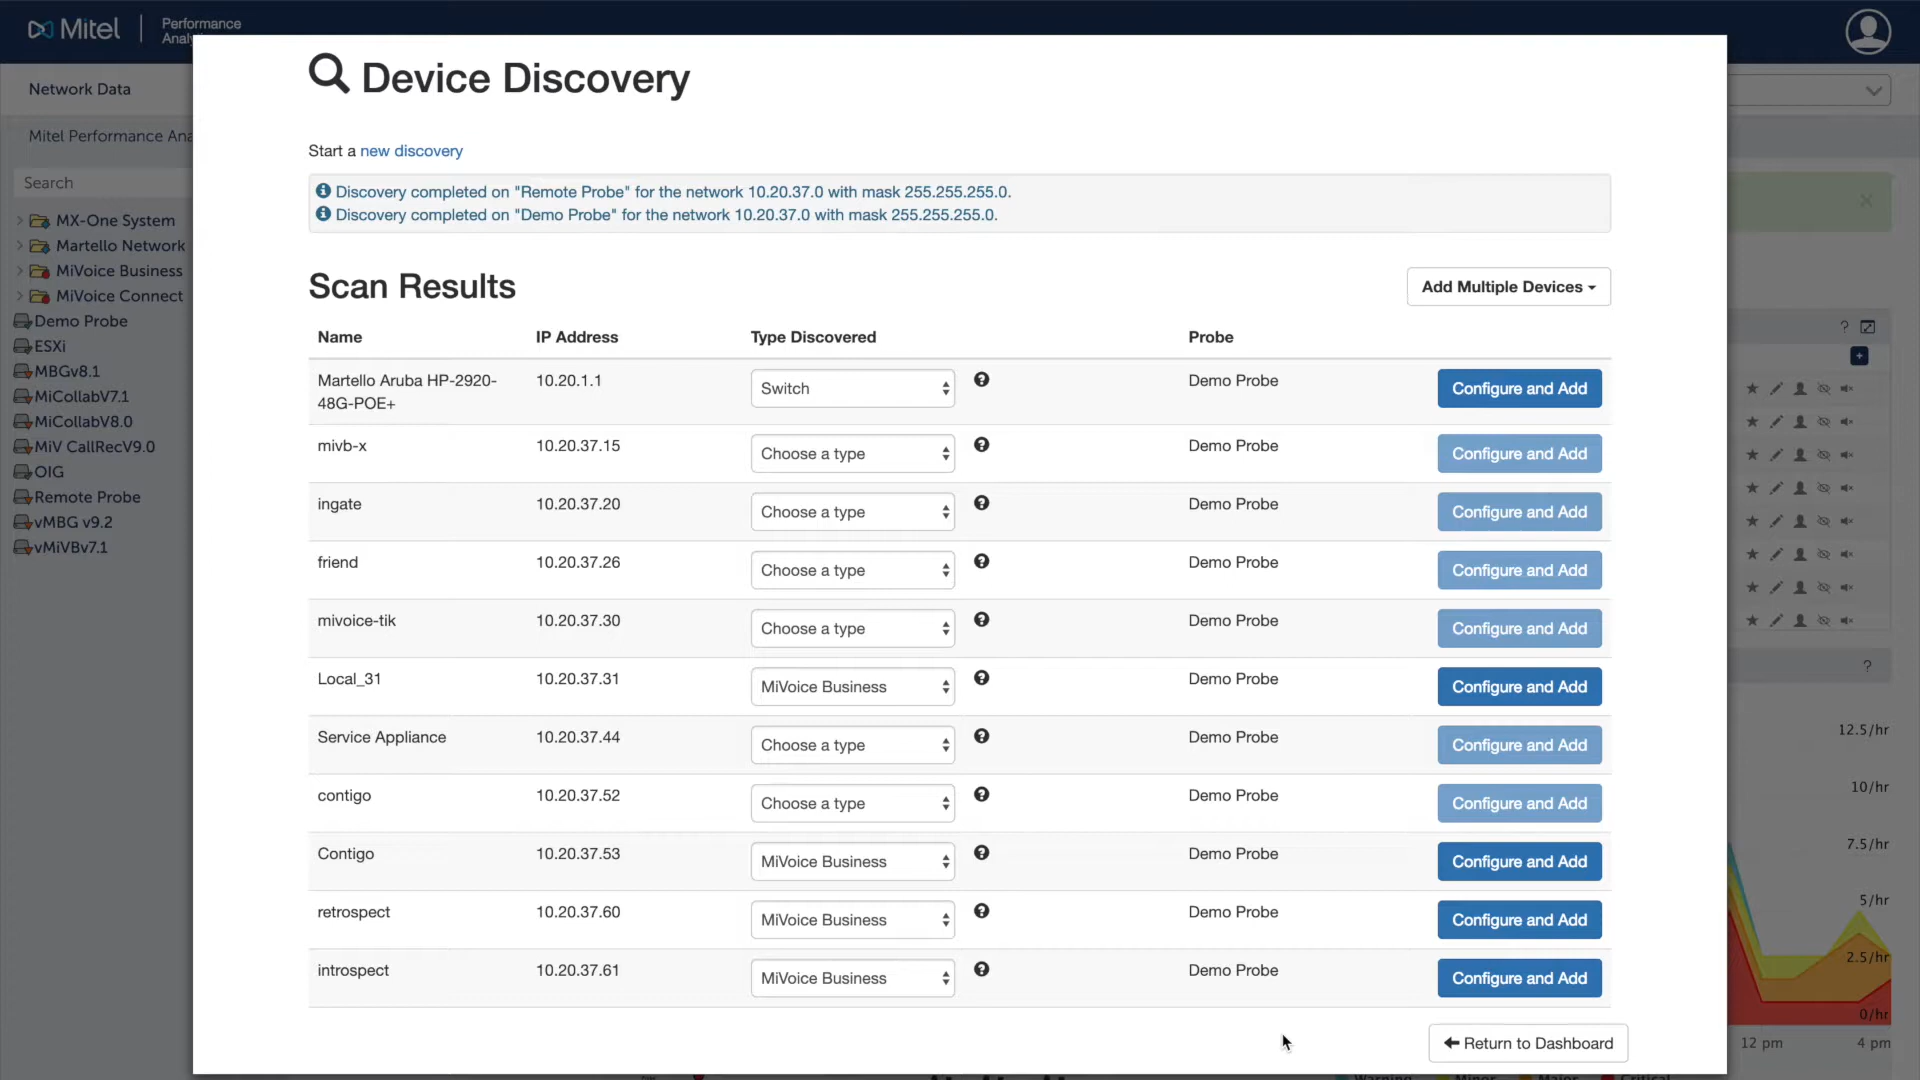 Mitel
Performance
Analy
Device Discovery
Network Data
Mitel Performance Ana
Start a new discovery
Search
Discovery completed on "Remote Probe" for the network 10.20.37.0 with mask 255.255.255.0.
Discovery completed on "Demo Probe" for the network 10.20.37.0 with mask 255.255.255.0.
MX-One System
Martello Network
MiVoice Business
MiVoice Connect
Demo Probe
ESXi
MBGv8.1
MiCollabV7.1
MiCollabV8.0
MiV CallRecV9.0
OIG
Remote Probe
vMBG v9.2
vMiVBv7.1
Scan Results
Add Multiple Devices
Name IP Address Type Discovered Probe
Martello Aruba HP-2920-
48G-POE+ 10.20.1.1 Switch Demo Probe Configure and Add
mivb-x 10.20.37.15 Choose a type Demo Probe Configure and Add
ingate 10.20.37.20 Choose a type Demo Probe Configure and Add
friend 10.20.37.26 Choose a type Demo Probe Configure and Add
mivoice-tik 10.20.37.30 Choose a type Demo Probe Configure and Add
Local_31 10.20.37.31 MiVoice Business Demo Probe Configure and Add
Service Appliance 10.20.37.44 Choose a type Demo Probe Configure and Add
contigo 10.20.37.52 Choose a type Demo Probe Configure and Add
Contigo 10.20.37.53 MiVoice Business Demo Probe Configure and Add
retrospect 10.20.37.60 MiVoice Business Demo Probe Configure and Add
introspect 10.20.37.61 MiVoice Business Demo Probe Configure and Add
Return to Dashboard
12.5/hr
10/hr
7.5/hr
5/hr
2.5/hr
0/hr
12 pm 4 pm
Warning Minor Major Critical